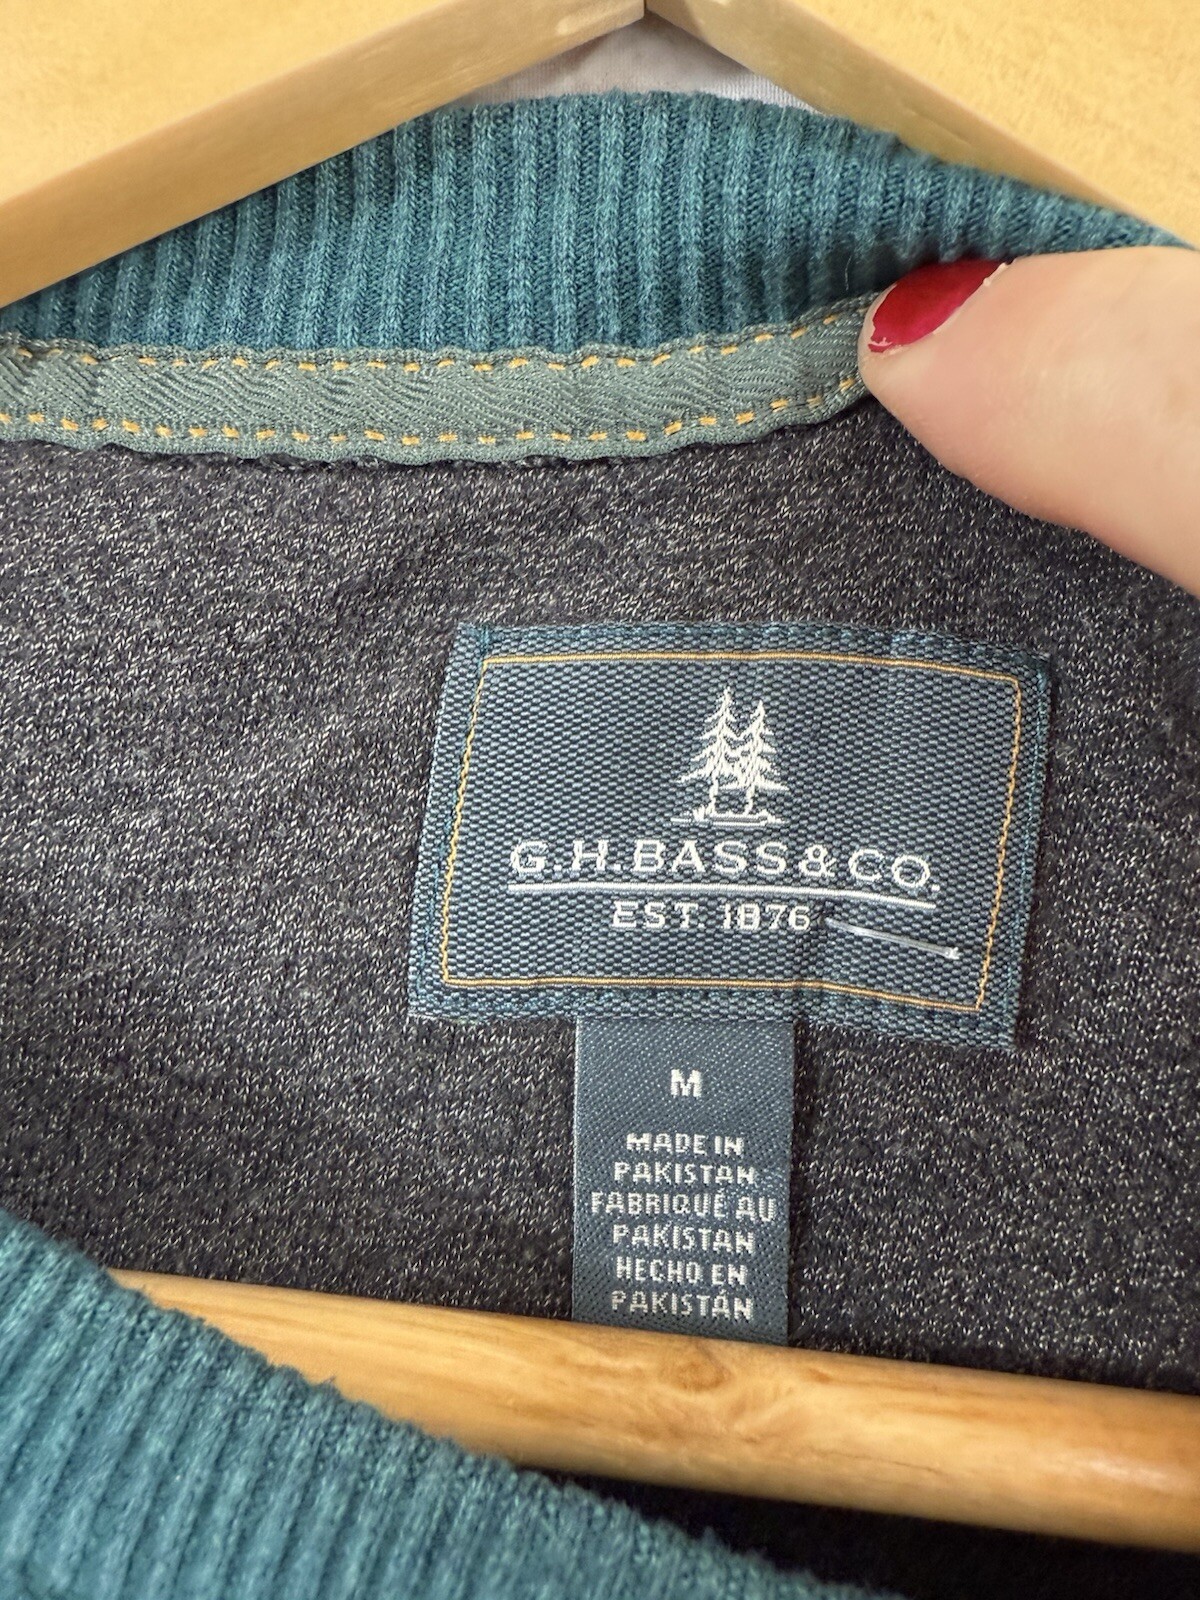 G.H.BASS & CO.
EST 1876
M
MADE IN
PAKISTAN
FABRIQUÉ AU
PAKISTAN
HECHO EN
PAKISTÁN